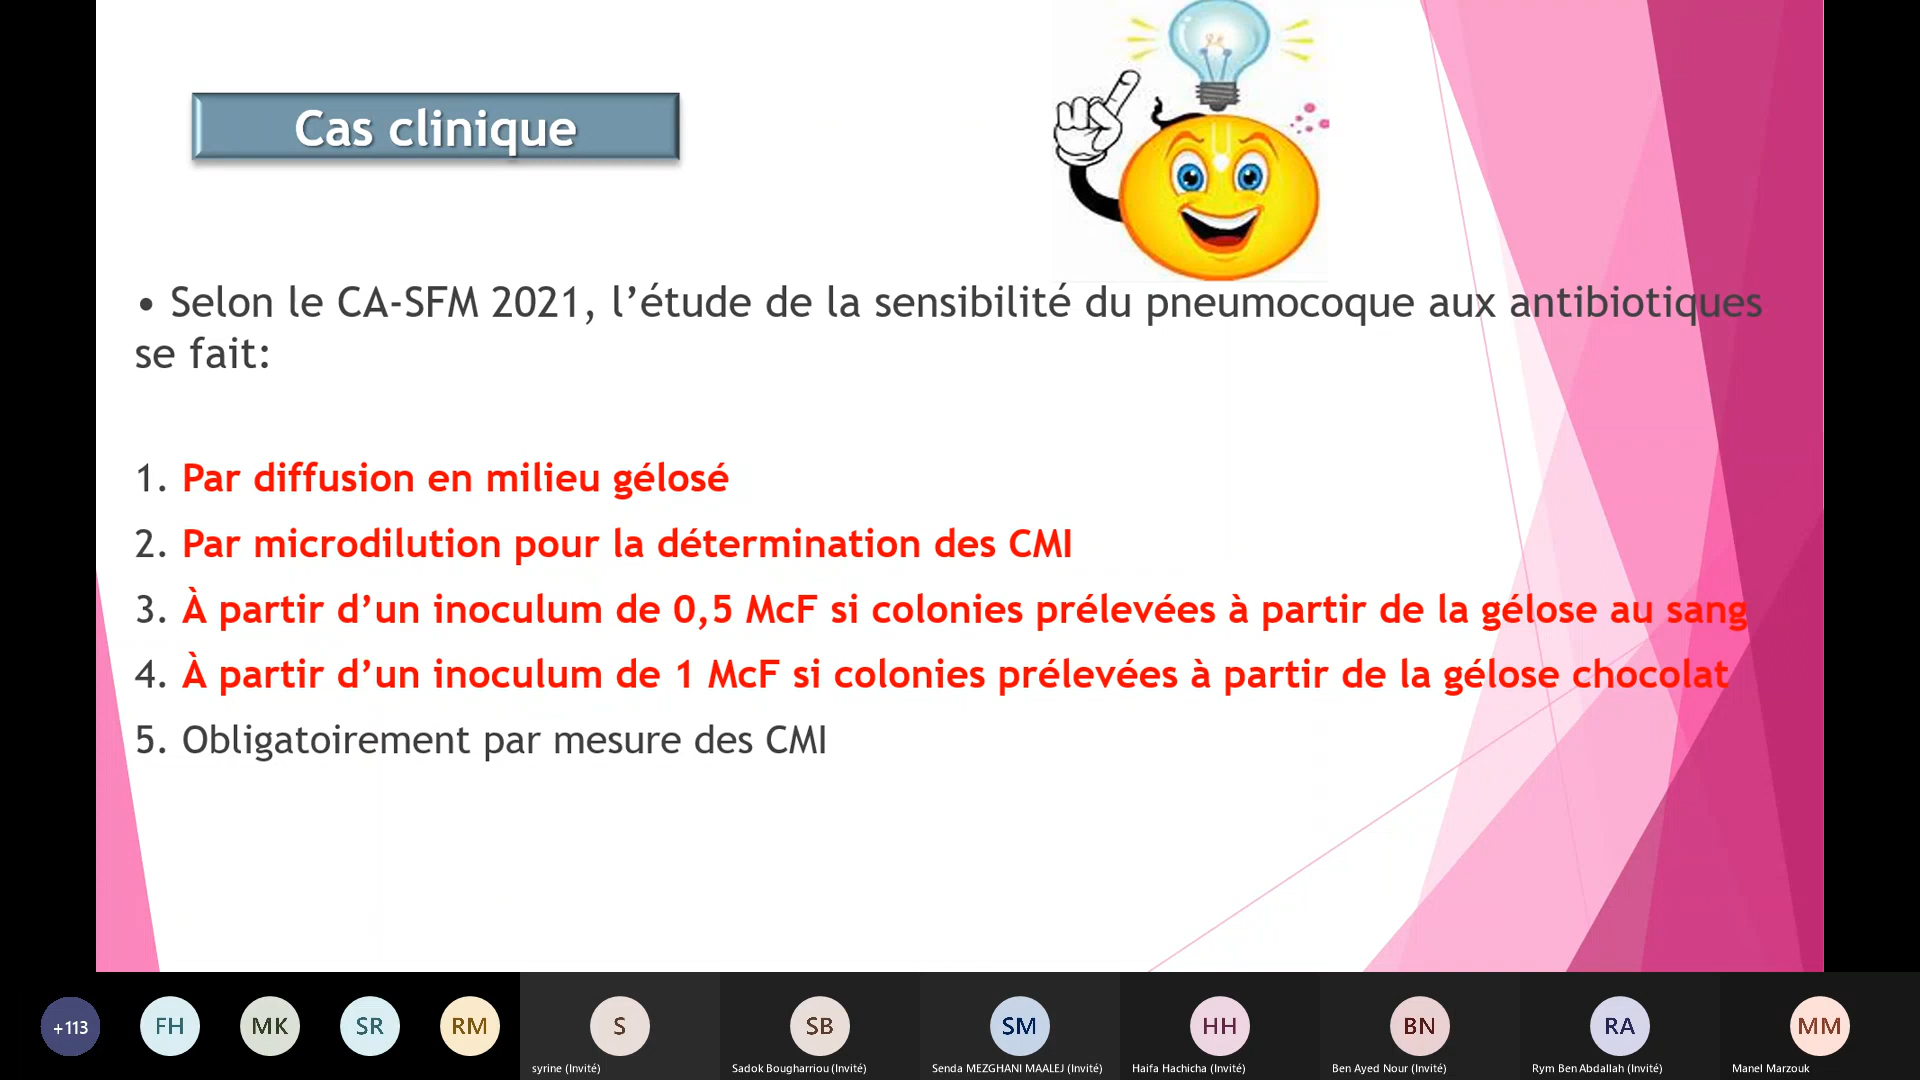 Cas clinique
• Selon le CA-SFM 2021, l’étude de la sensibilité du pneumocoque aux antibiotiques
se fait:
1. Par diffusion en milieu gélosé
2. Par microdilution pour la détermination des CMI
3. À partir d’un inoculum de 0,5 McF si colonies prélevées à partir de la gélose au sang
4. À partir d’un inoculum de 1 McF si colonies prélevées à partir de la gélose chocolat
5. Obligatoirement par mesure des CMI
+113 FH MK SR RM S SB SM HH BN RA MM
syrine (Invité) Sadok Bougharriou (Invité) Senda MEZGHANI MAALEJ (Invité) Haifa Hachicha (Invité) Ben Ayed Nour (Invité) Rym Ben Abdallah (Invité) Manel Marzouk